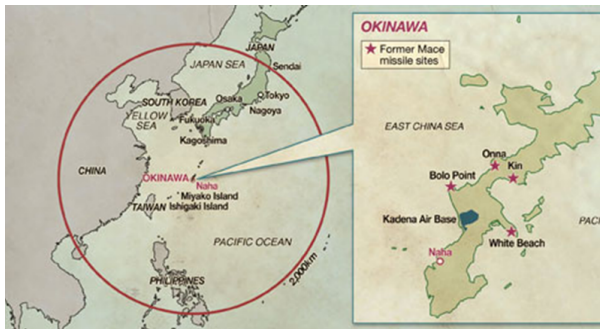 JAPAN
JAPAN SEA
Sendai
SOUTH KOREA
Osaka
Tokyo
YELLOW
SEA
Nagoya
Fukuoka
Kagoshima
CHINA
OKINAWA
Naha
Miyako Island
TAIWAN
Ishigaki Island
PACIFIC OCEAN
PHILIPPINES
2,000km
OKINAWA
Former Mace
missile sites
EAST CHINA SEA
Onna
Kin
Bolo Point
Kadena Air Base
PAC
White Beach
Naha